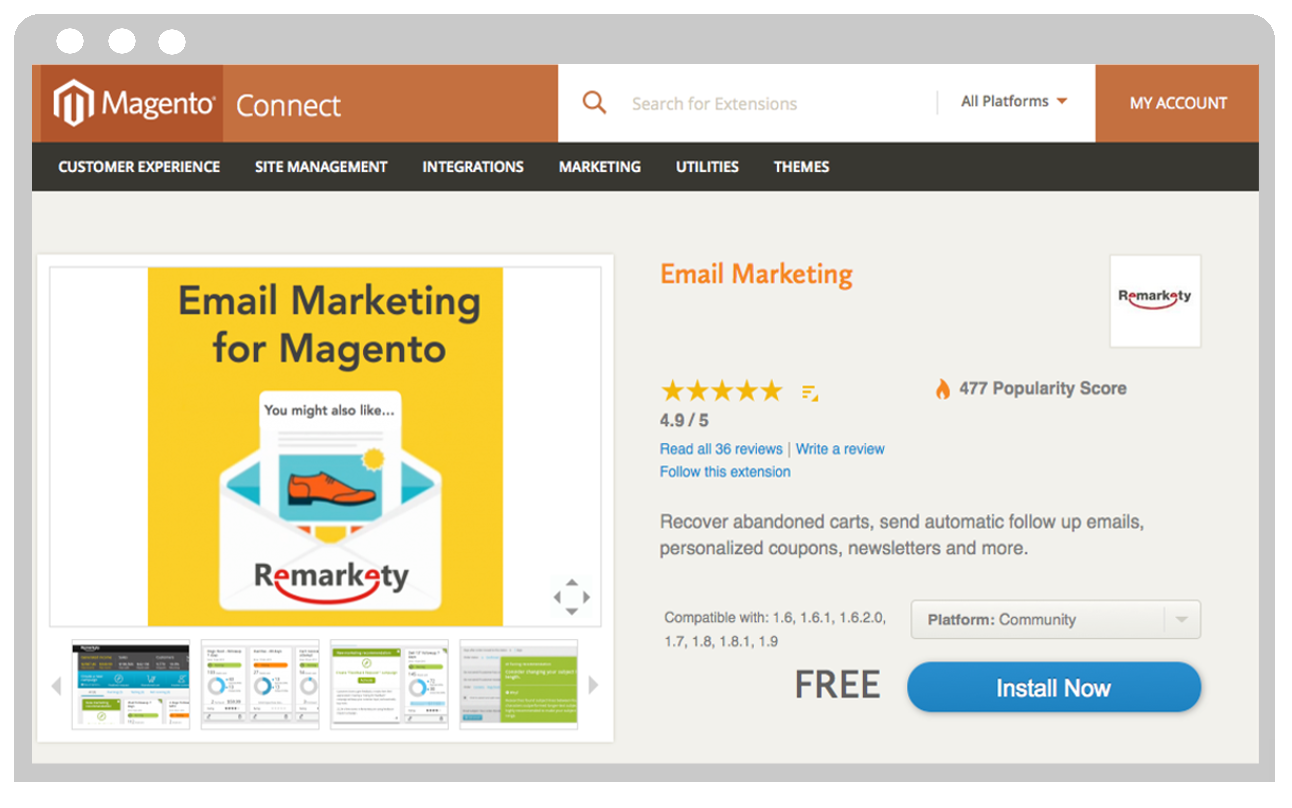 Magento Connect
Search for Extensions
All Platforms
MY ACCOUNT
CUSTOMER EXPERIENCE SITE MANAGEMENT INTEGRATIONS MARKETING UTILITIES THEMES
Email Marketing
for Magento
You might also like...
Remarkety
Email Marketing
Remarkety
4.9 / 5
477 Popularity Score
Read all 36 reviews | Write a review
Follow this extension
Recover abandoned carts, send automatic follow up emails,
personalized coupons, newsletters and more.
Compatible with: 1.6, 1.6.1, 1.6.2.0,
1.7, 1.8, 1.8.1, 1.9
Platform: Community
FREE
Install Now